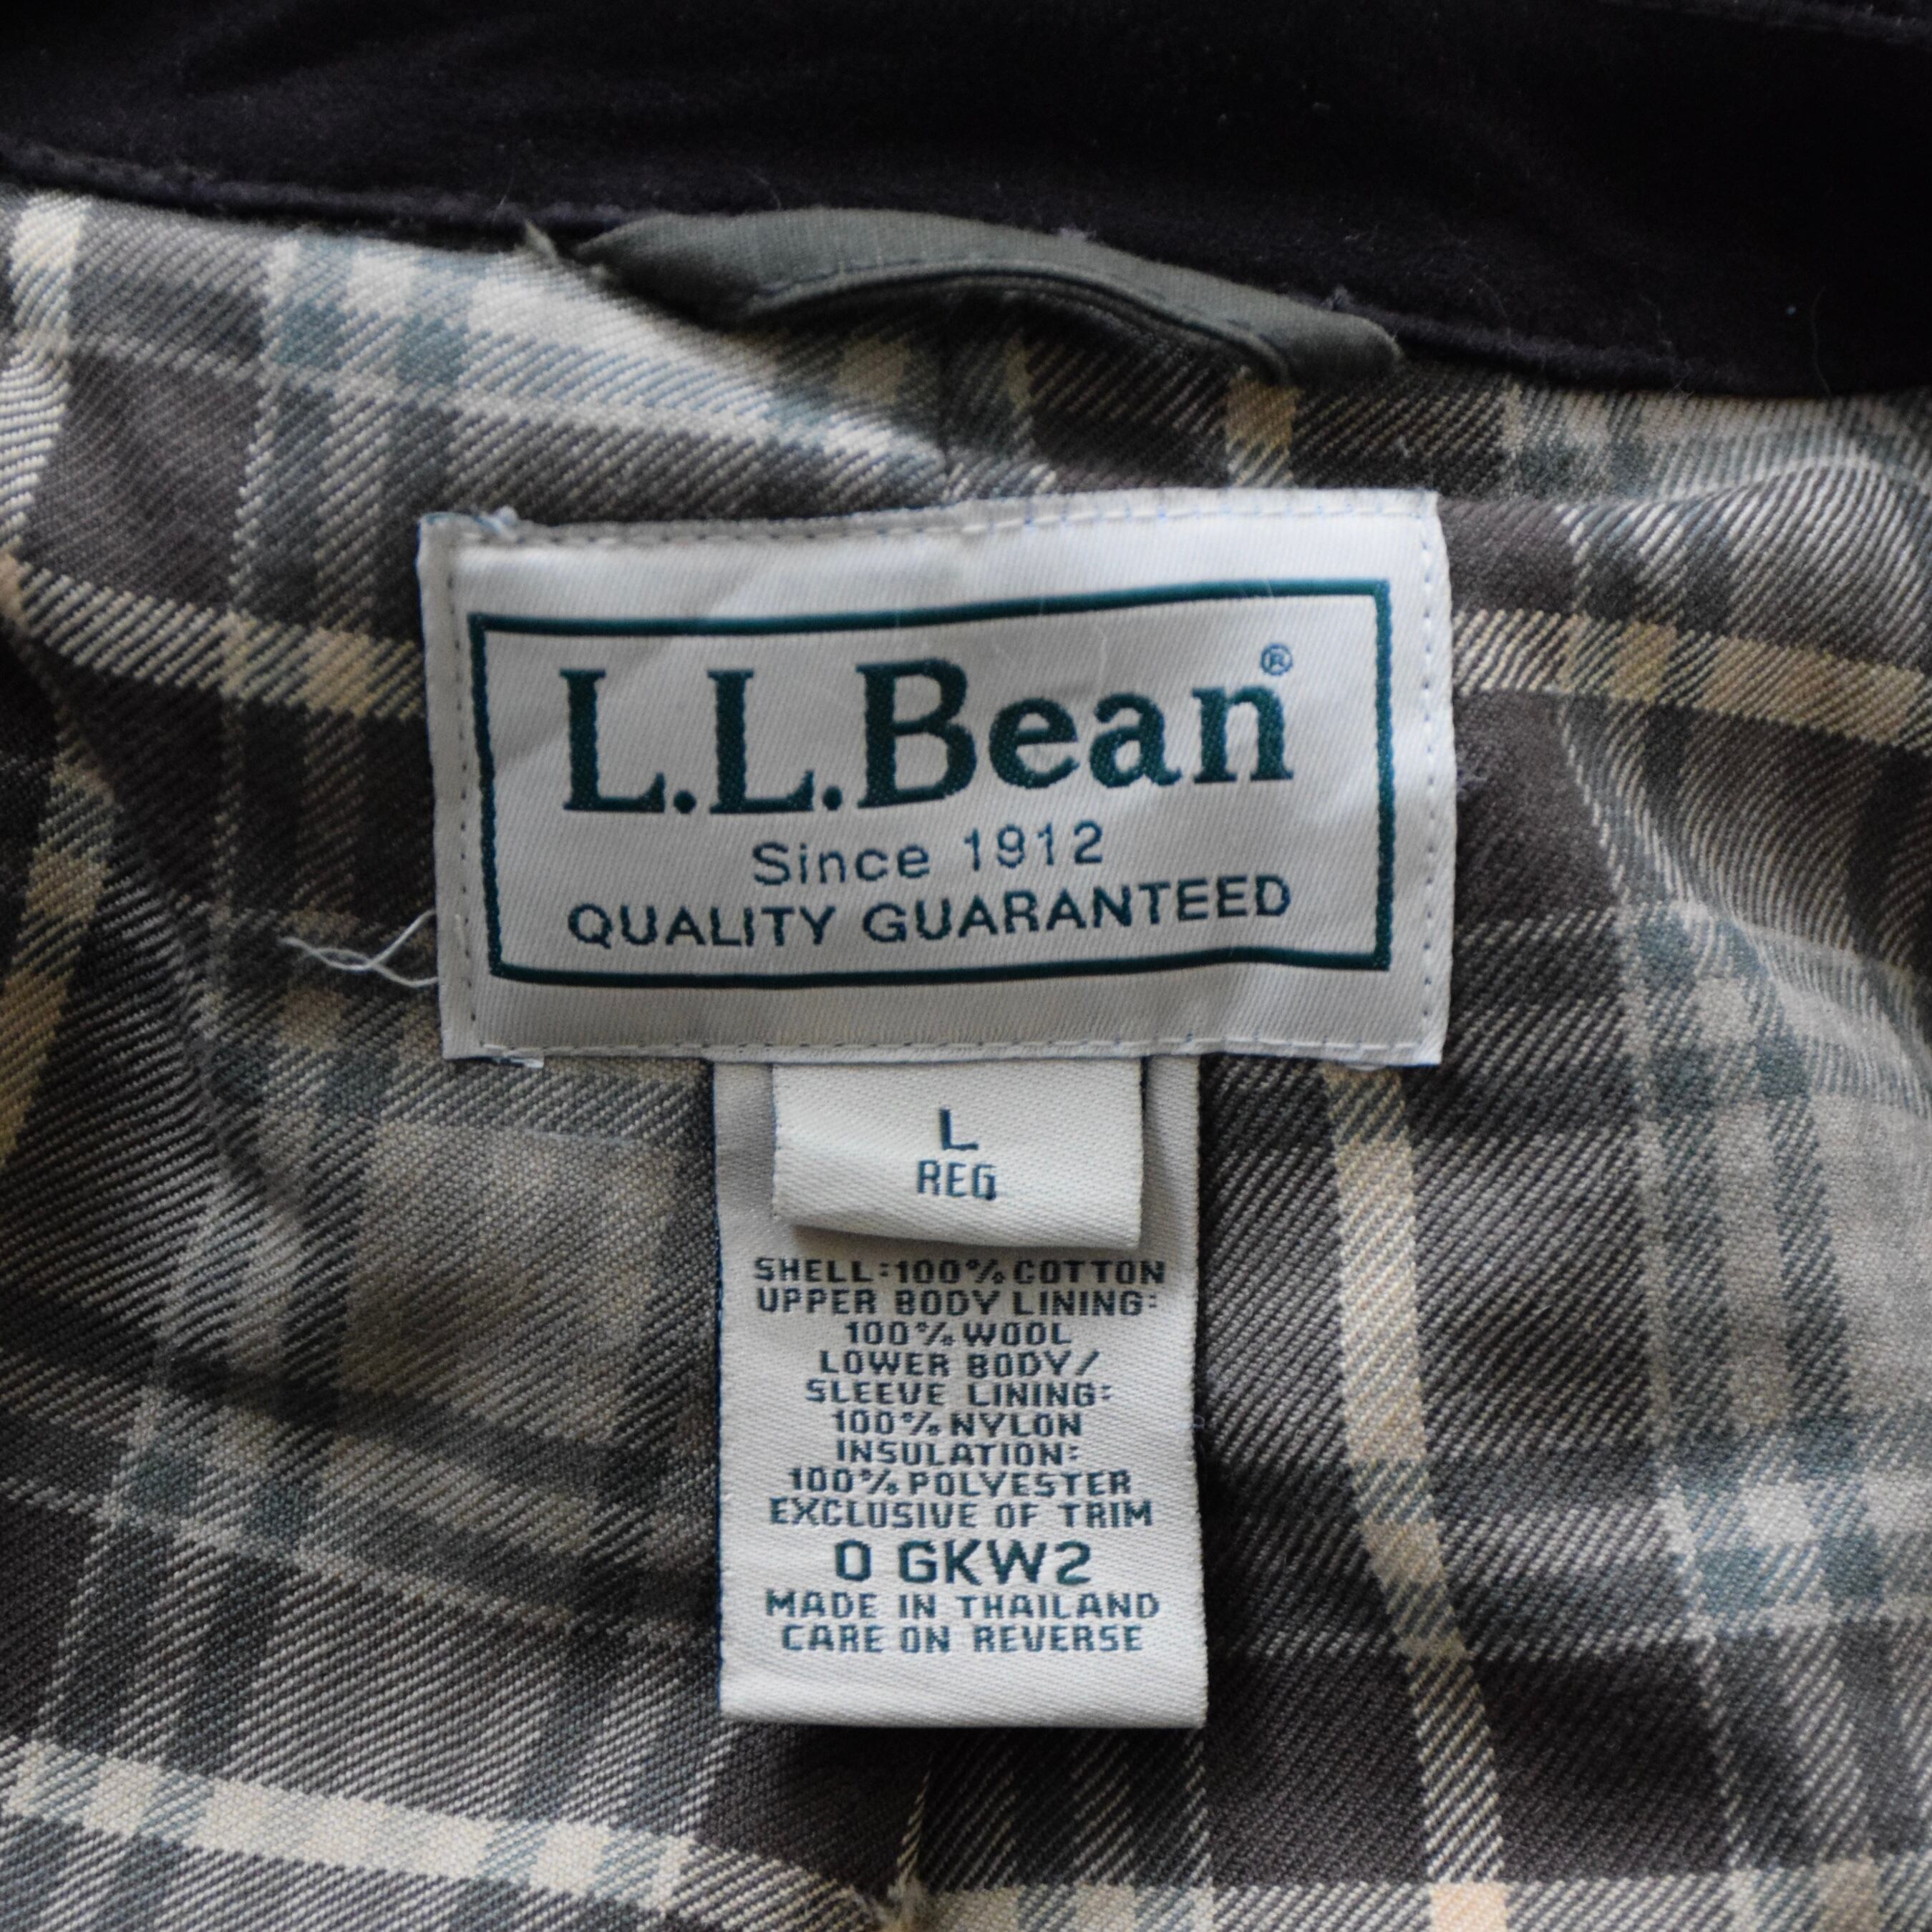 L.L.Bean®
Since 1912
QUALITY GUARANTEED
L
REG
SHELL:100%COTTON
UPPER BODY LINING:
100%WOOL
LOWER BODY/
SLEEVE LINING:
100%NYLON
INSULATION:
100%POLYESTER
EXCLUSIVE OF TRIM
0 GKW2
MADE IN THAILAND
CARE ON REVERSE